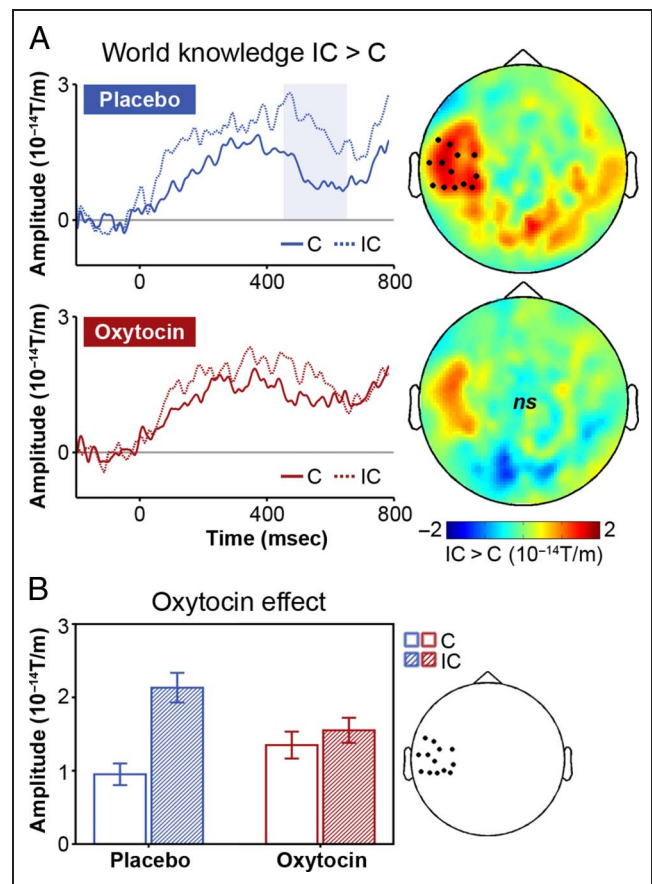 A
World knowledge IC > C
Placebo
3
0
Amplitude (10⁻¹⁴T/m)
C IC
0 400 800
Oxytocin
3
0
Amplitude (10⁻¹⁴T/m)
C IC
0 400 800
Time (msec)
ns
−2 2
IC > C (10⁻¹⁴T/m)
B
Oxytocin effect
3
2
1
0
Amplitude (10⁻¹⁴T/m)
Placebo Oxytocin
C
IC